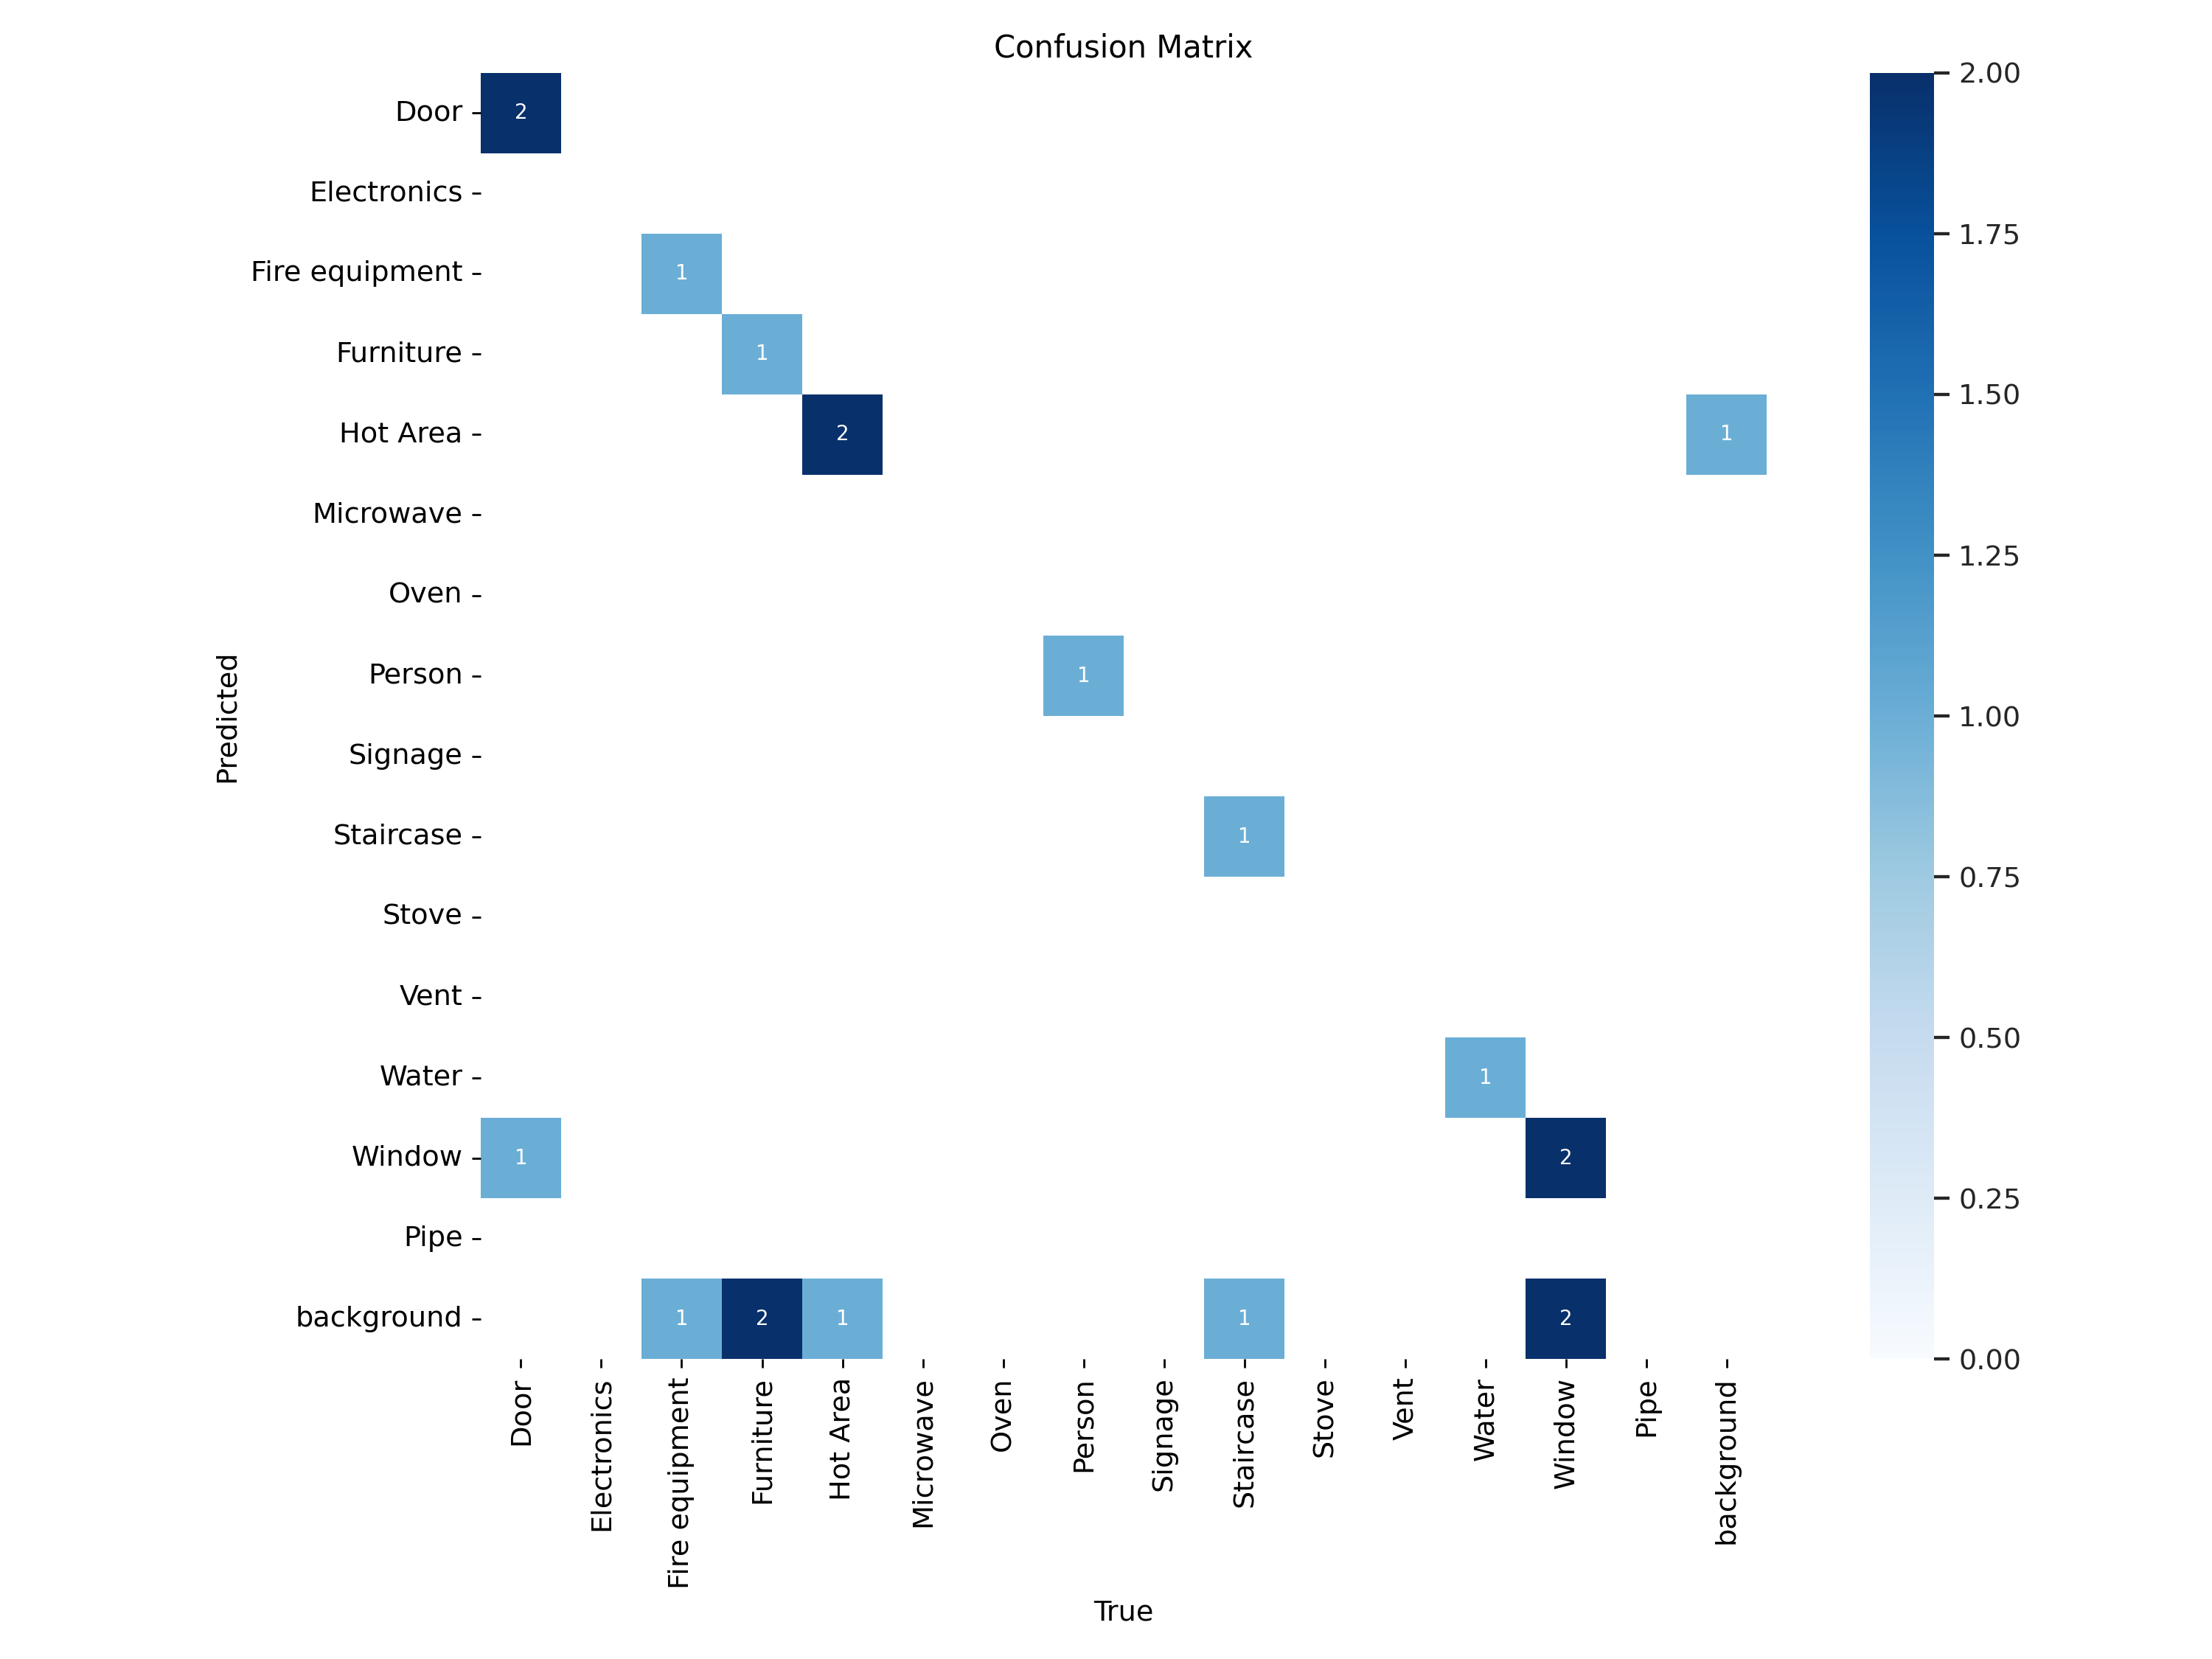 Confusion Matrix
Door 2
Electronics
Fire equipment 1
Furniture 1
Hot Area 2 1
Microwave
Oven
Person 1
Signage
Staircase 1
Stove
Vent
Water 1
Window 1 2
Pipe
background 1 2 1 1 2
Predicted
Door Electronics Fire equipment Furniture Hot Area Microwave Oven Person Signage Staircase Stove Vent Water Window Pipe background
True
2.00
1.75
1.50
1.25
1.00
0.75
0.50
0.25
0.00